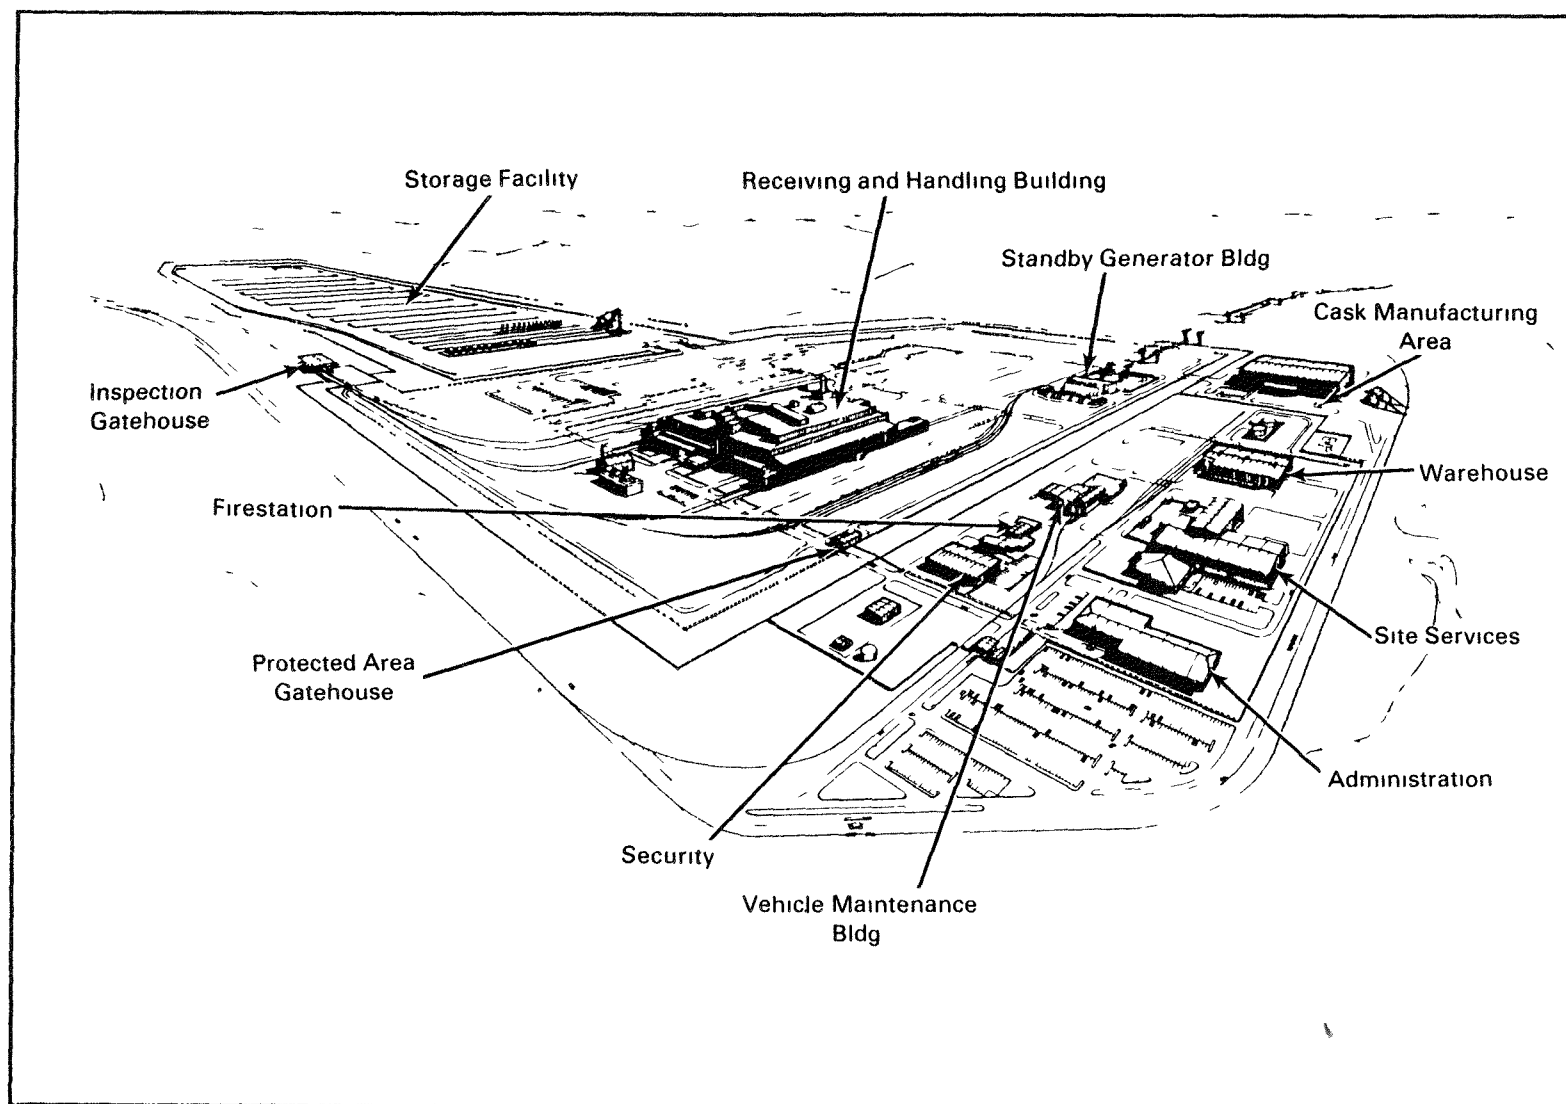 Storage Facility
Receiving and Handling Building
Standby Generator Bldg
Cask Manufacturing
Area
Inspection
Gatehouse
Warehouse
Firestation
Site Services
Protected Area
Gatehouse
Administration
Security
Vehicle Maintenance
Bldg